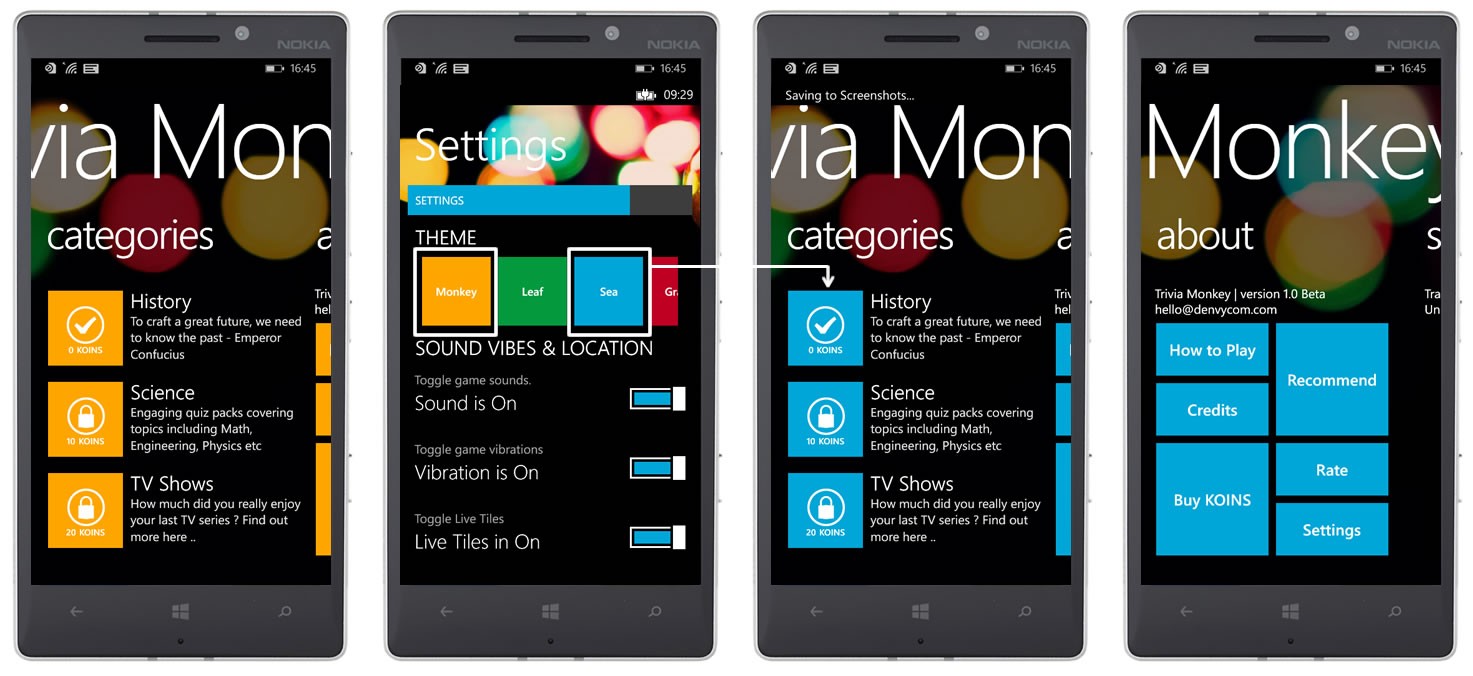 NOKIA
16:45
via Mon
categories
a
History
To craft a great future, we need
to know the past - Emperor
Confucius
0 KOINS
Triv
hel
Science
Engaging quiz packs covering
topics including Math,
Engineering, Physics etc
10 KOINS
TV Shows
How much did you really enjoy
your last TV series ? Find out
more here ..
20 KOINS
NOKIA
16:45
09:29
Settings
SETTINGS
THEME
Monkey
Leaf
Sea
Gr
SOUND VIBES & LOCATION
Toggle game sounds.
Sound is On
Toggle game vibrations
Vibration is On
Toggle Live Tiles
Live Tiles in On
NOKIA
16:45
Saving to Screenshots...
via Mon
categories
a
History
To craft a great future, we need
to know the past - Emperor
Confucius
0 KOINS
Triv
hel
Science
Engaging quiz packs covering
topics including Math,
Engineering, Physics etc
10 KOINS
TV Shows
How much did you really enjoy
your last TV series ? Find out
more here ..
20 KOINS
NOKIA
16:45
Monkey
about
s
Trivia Monkey | version 1.0 Beta
hello@denvycom.com
Tra
Un
How to Play
Recommend
Credits
Buy KOINS
Rate
Settings